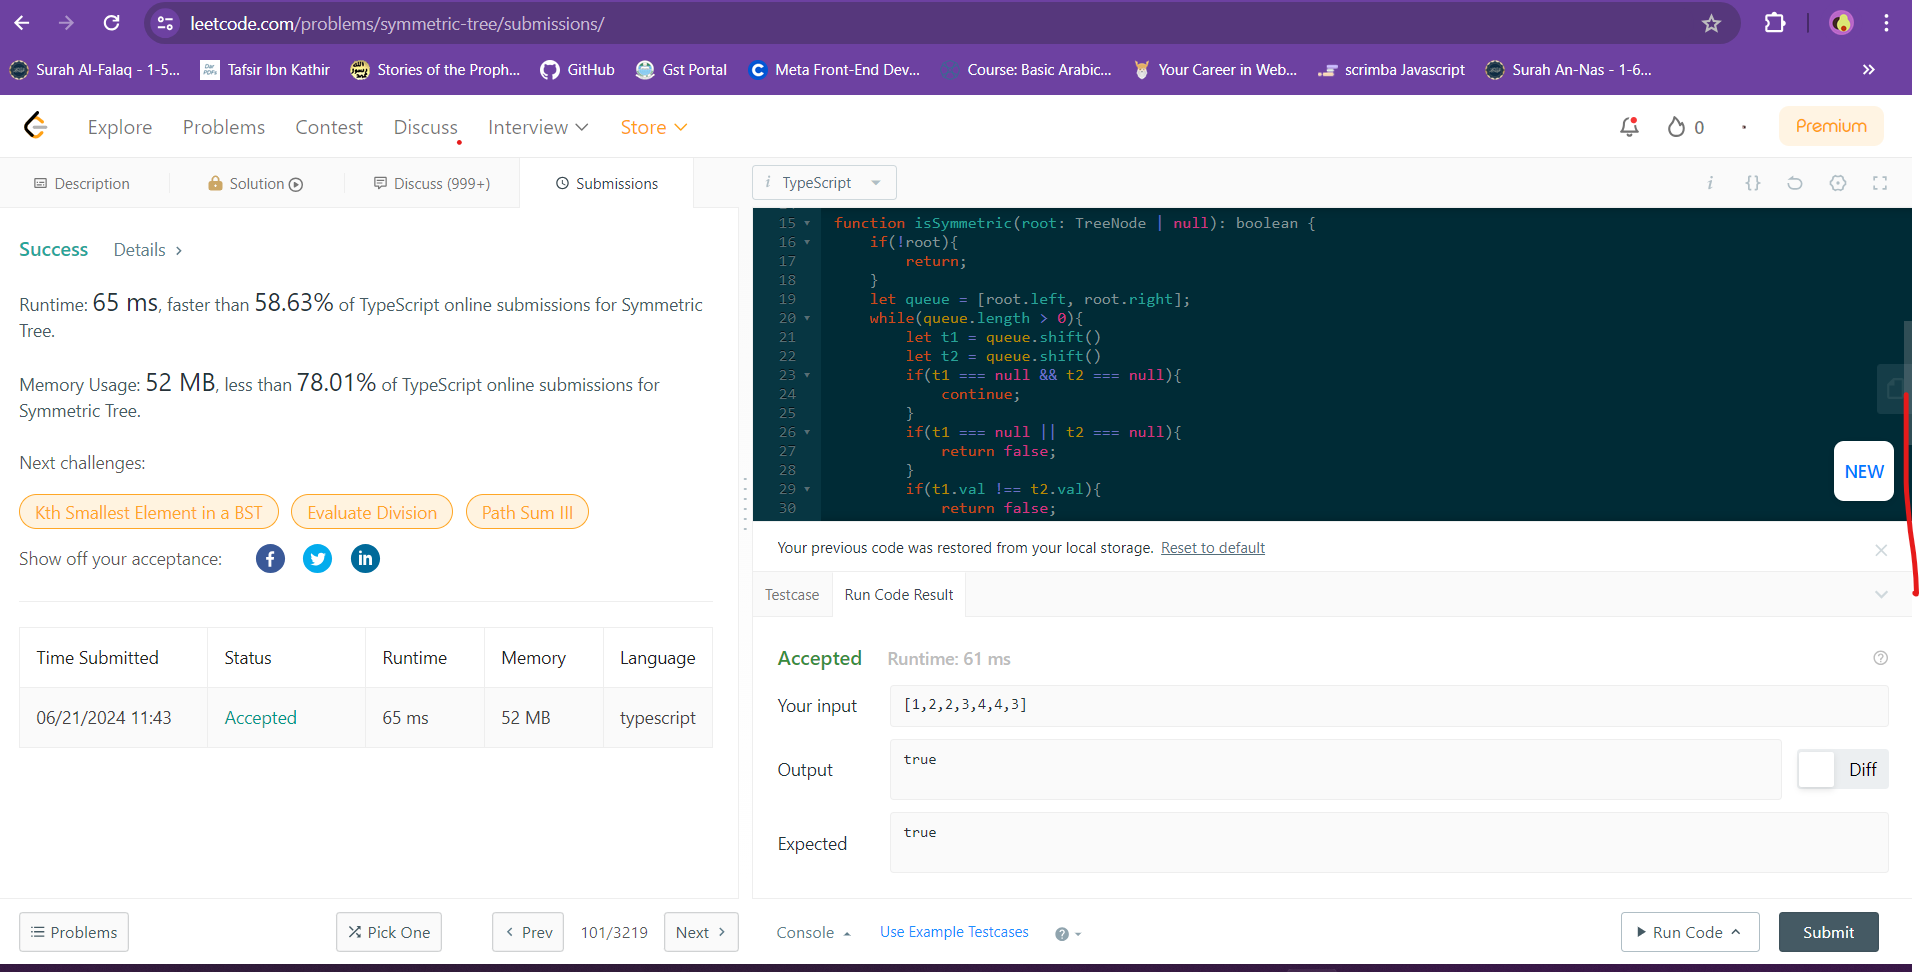 leetcode.com/problems/symmetric-tree/submissions/
Surah Al-Falaq - 1-5... Tafsir Ibn Kathir Stories of the Proph... GitHub Gst Portal Meta Front-End Dev... Course: Basic Arabic... Your Career in Web... scrimba Javascript Surah An-Nas - 1-6... »
Explore Problems Contest Discuss Interview Store 0 Premium
Description Solution Discuss (999+) Submissions
Success Details >
Runtime: 65 ms, faster than 58.63% of TypeScript online submissions for Symmetric
Tree.
Memory Usage: 52 MB, less than 78.01% of TypeScript online submissions for
Symmetric Tree.
Next challenges:
Kth Smallest Element in a BST Evaluate Division Path Sum III
Show off your acceptance:
Time Submitted Status Runtime Memory Language
06/21/2024 11:43 Accepted 65 ms 52 MB typescript
Problems Pick One < Prev 101/3219 Next >
i TypeScript i {}
15 function isSymmetric(root: TreeNode | null): boolean {
16 if(!root){
17 return;
18 }
19 let queue = [root.left, root.right];
20 while(queue.length > 0){
21 let t1 = queue.shift()
22 let t2 = queue.shift()
23 if(t1 === null && t2 === null){
24 continue;
25 }
26 if(t1 === null || t2 === null){
27 return false;
28 }
29 if(t1.val !== t2.val){
30 return false;
NEW
Your previous code was restored from your local storage. Reset to default
Testcase Run Code Result
Accepted Runtime: 61 ms
Your input [1,2,2,3,4,4,3]
Output true Diff
Expected true
Console Use Example Testcases Run Code Submit